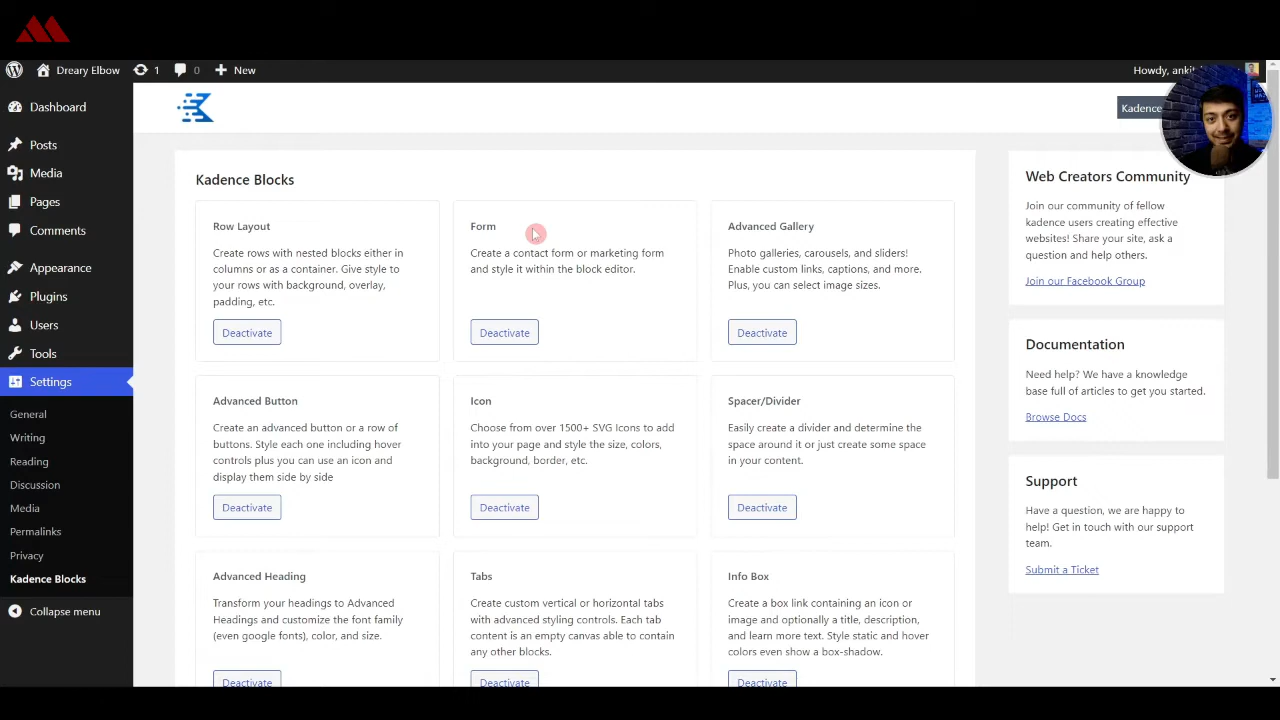 Dreary Elbow
1
0
New
Howdy, ankit
Dashboard
Posts
Media
Pages
Comments
Appearance
Plugins
Users
Tools
Settings
General
Writing
Reading
Discussion
Media
Permalinks
Privacy
Kadence Blocks
Collapse menu
Kadence
Kadence Blocks
Row Layout
Create rows with nested blocks either in
columns or as a container. Give style to
your rows with background, overlay,
padding, etc.
Deactivate
Form
Create a contact form or marketing form
and style it within the block editor.
Deactivate
Advanced Gallery
Photo galleries, carousels, and sliders!
Enable custom links, captions, and more.
Plus, you can select image sizes.
Deactivate
Advanced Button
Create an advanced button or a row of
buttons. Style each one including hover
controls plus you can use an icon and
display them side by side
Deactivate
Icon
Choose from over 1500+ SVG Icons to add
into your page and style the size, colors,
background, border, etc.
Deactivate
Spacer/Divider
Easily create a divider and determine the
space around it or just create some space
in your content.
Deactivate
Advanced Heading
Transform your headings to Advanced
Headings and customize the font family
(even google fonts), color, and size.
Deactivate
Tabs
Create custom vertical or horizontal tabs
with advanced styling controls. Each tab
content is an empty canvas able to contain
any other blocks.
Deactivate
Info Box
Create a box link containing an icon or
image and optionally a title, description,
and learn more text. Style static and hover
colors even show a box-shadow.
Deactivate
Web Creators Community
Join our community of fellow
kadence users creating effective
websites! Share your site, ask a
question and help others.
Join our Facebook Group
Documentation
Need help? We have a knowledge
base full of articles to get you started.
Browse Docs
Support
Have a question, we are happy to
help! Get in touch with our support
team.
Submit a Ticket